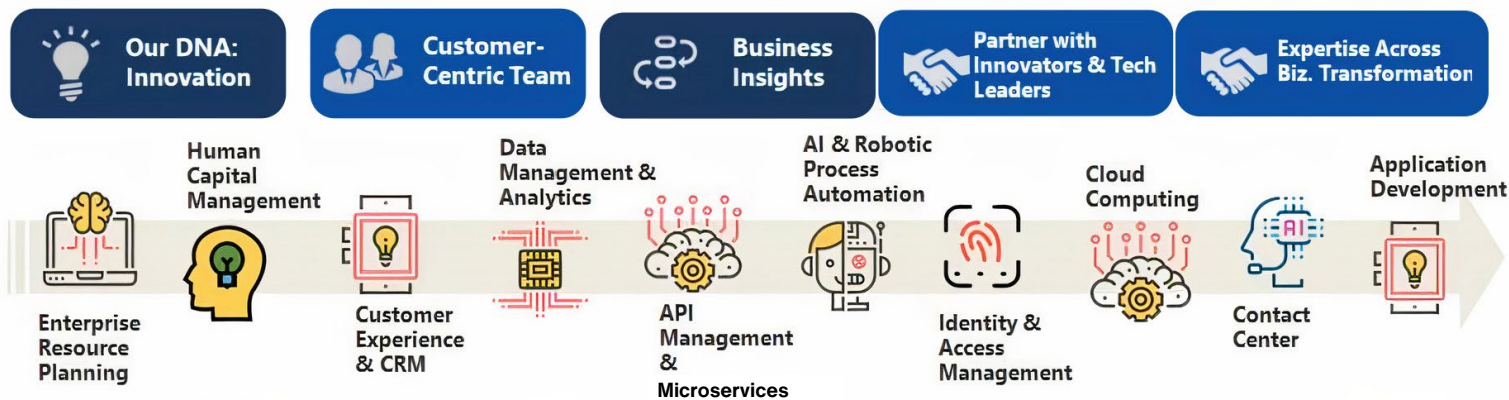 Our DNA:
Innovation
Customer-
Centric Team
Business
Insights
Partner with
Innovators & Tech
Leaders
Expertise Across
Biz. Transformation
Human
Capital
Management
Data
Management &
Analytics
AI & Robotic
Process
Automation
Cloud
Computing
Application
Development
AI
Enterprise
Resource
Planning
Customer
Experience
& CRM
API
Management
&
Microservices
Identity &
Access
Management
Contact
Center